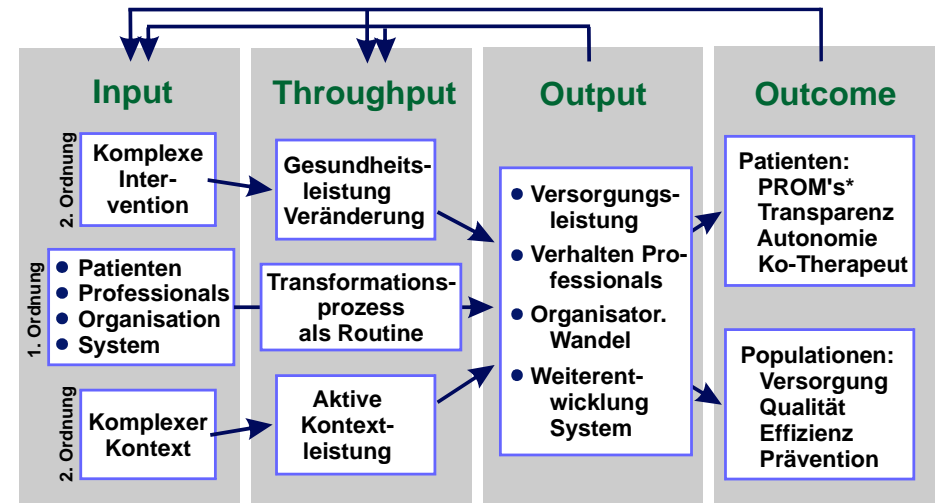 Input
2. Ordnung
Komplexe
Inter-
vention
1. Ordnung
Patienten
Professionals
Organisation
System
2. Ordnung
Komplexer
Kontext
Throughput
Gesundheits-
leistung
Veränderung
Transformations-
prozess
als Routine
Aktive
Kontext-
leistung
Output
Versorgungs-
leistung
Verhalten Pro-
fessionals
Organisator.
Wandel
Weiterent-
wicklung
System
Outcome
Patienten:
PROM's*
Transparenz
Autonomie
Ko-Therapeut
Populationen:
Versorgung
Qualität
Effizienz
Prävention